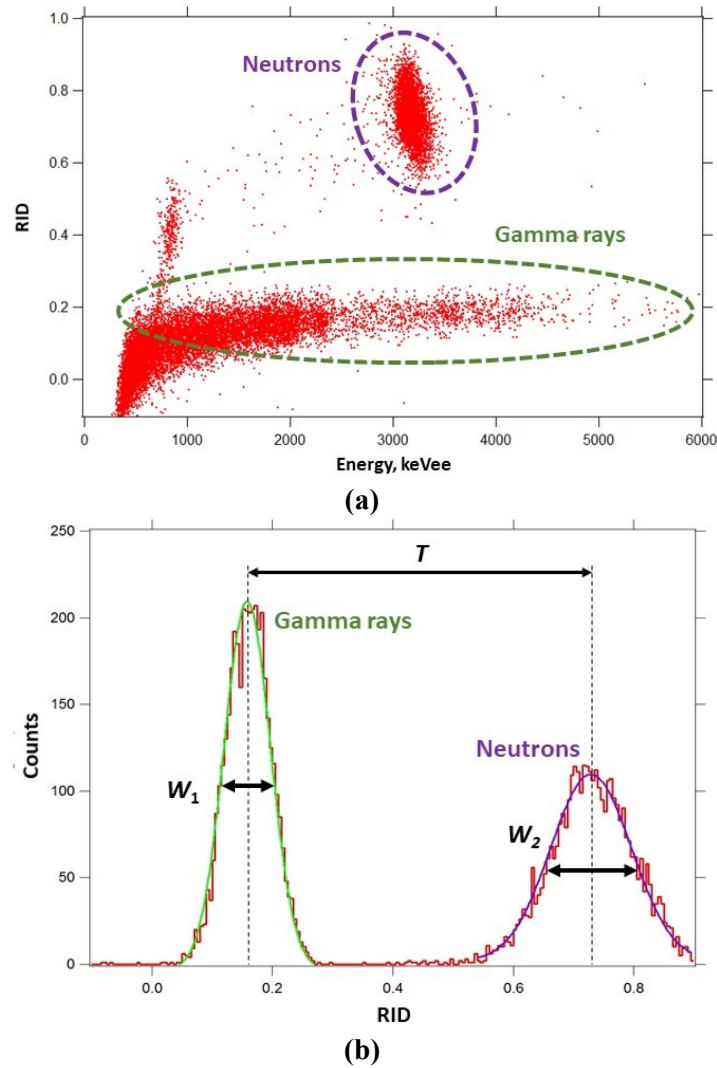 1.0
Neutrons
0.8
0.6
RID
Gamma rays
0.4
0.2
0.0
0 1000 2000 3000 4000 5000 6000
Energy, keVee
(a)
250
T
Gamma rays
200
150
Neutrons
Counts
100
W1
W2
50
0
0.0 0.2 0.4 0.6 0.8
RID
(b)